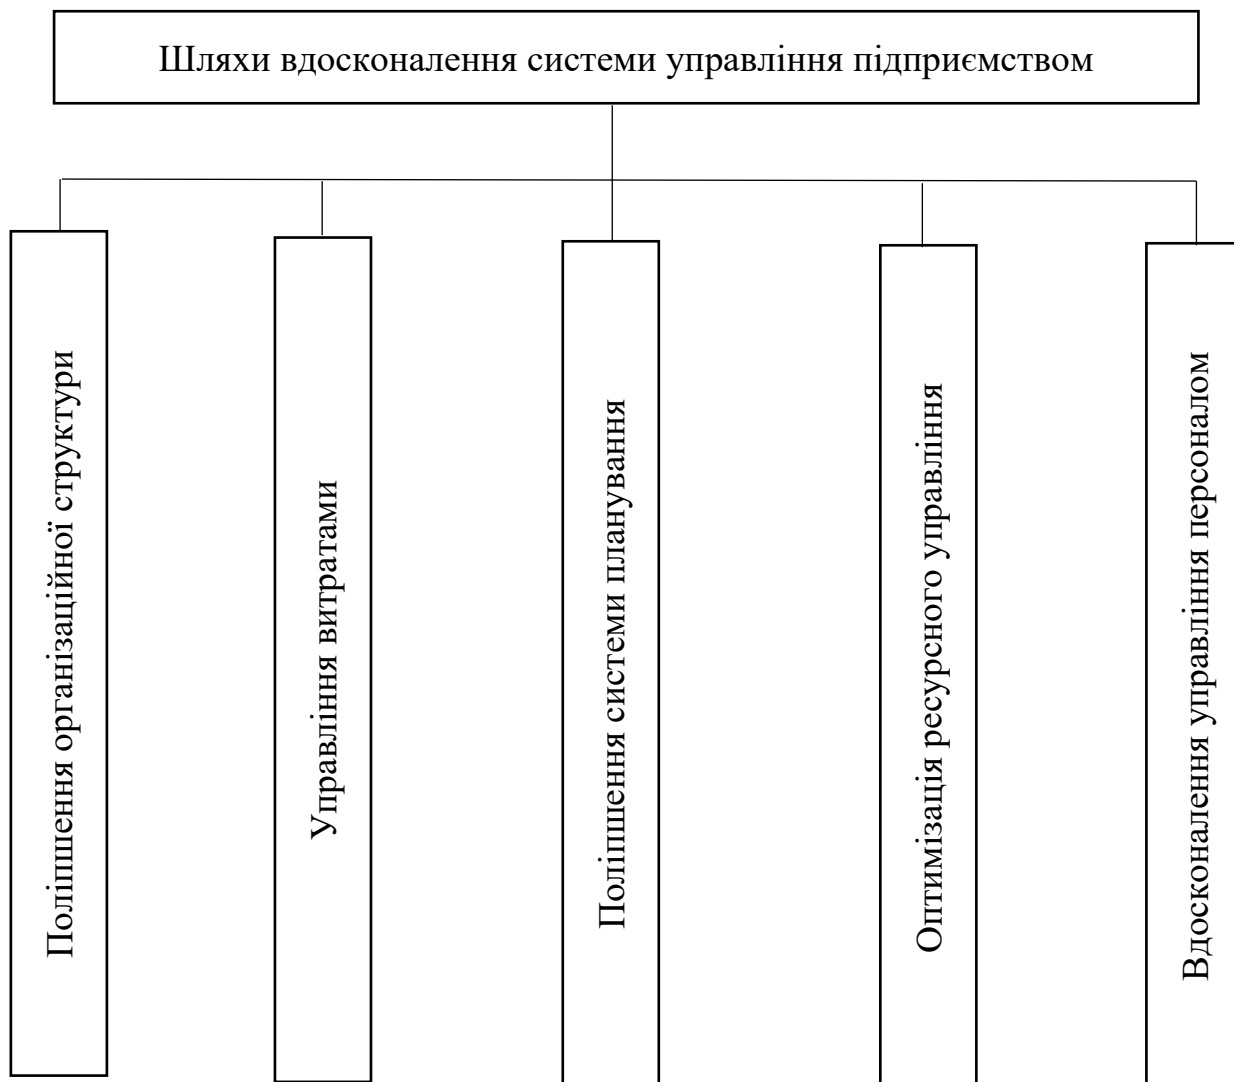 Шляхи вдосконалення системи управління підприємством
Поліпшення організаційної структури
Управління витратами
Поліпшення системи планування
Оптимізація ресурсного управління
Вдосконалення управління персоналом